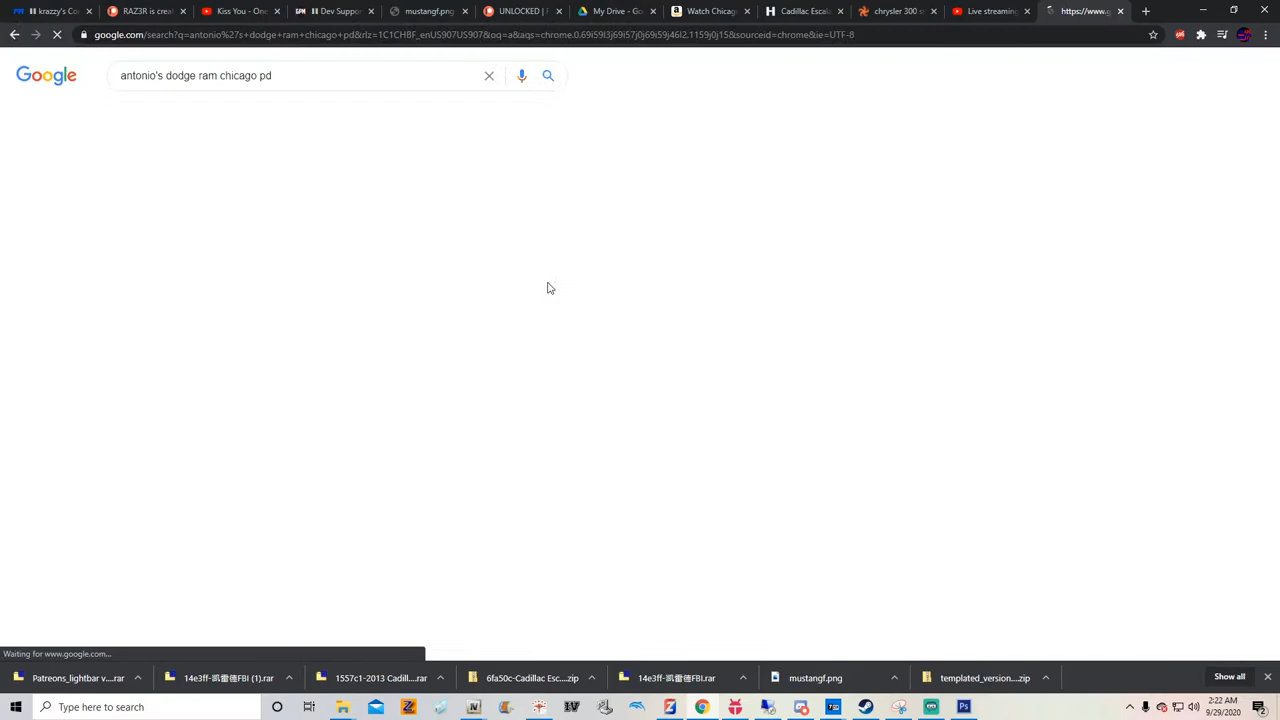 krazzy's Co
RAZ3R is creat
Kiss You - One
Dev Suppor
mustangf.png
UNLOCKED | F
My Drive - Go
Watch Chicag
Cadillac Escala
chrysler 300 s
Live streaming
https://www.g
google.com/search?q=antonio%27s+dodge+ram+chicago+pd&rlz=1C1CHBF_enUS907US907&oq=a&aqs=chrome.0.69i59l3j69i57j0j69i59j46l2.1159j0j15&sourceid=chrome&ie=UTF-8
Google
antonio's dodge ram chicago pd
Waiting for www.google.com...
Patreons_lightbar v....rar
14e3ff-凯雷德FBI (1).rar
1557c1-2013 Cadill....rar
6fa50c-Cadillac Esc....zip
14e3ff-凯雷德FBI.rar
mustangf.png
templated_version....zip
Show all
Type here to search
2:22 AM
9/29/2020